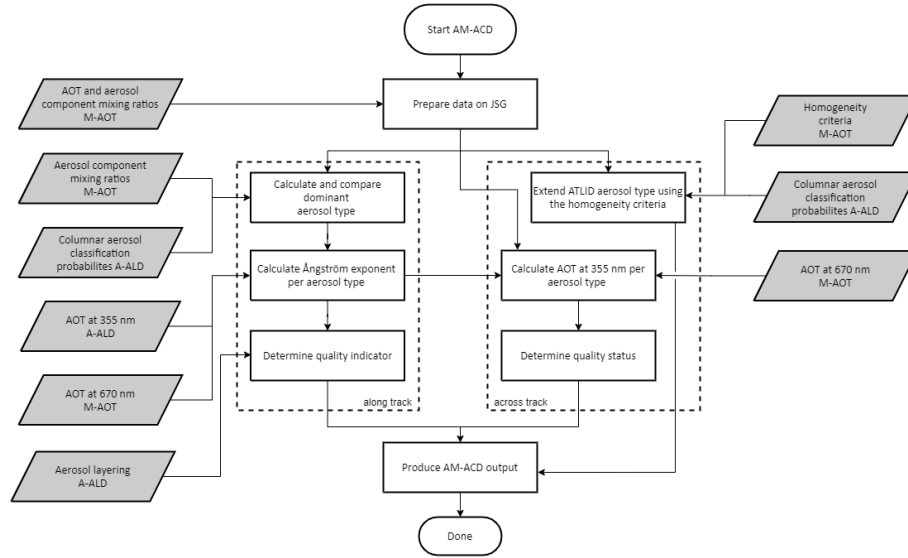 Start AM-ACD
AOT and aerosol
component mixing ratios
M-AOT
Prepare data on JSG
Homogeneity
criteria
M-AOT
Aerosol component
mixing ratios
M-AOT
Calculate and compare
dominant
aerosol type
Extend ATLID aerosol type using
the homogeneity criteria
Columnar aerosol
classification
probabilites A-ALD
Columnar aerosol
classification
probabilites A-ALD
Calculate Ångström exponent
per aerosol type
Calculate AOT at 355 nm per
aerosol type
AOT at 670 nm
M-AOT
AOT at 355 nm
A-ALD
Determine quality indicator
Determine quality status
AOT at 670 nm
M-AOT
along track
across track
Aerosol layering
A-ALD
Produce AM-ACD output
Done